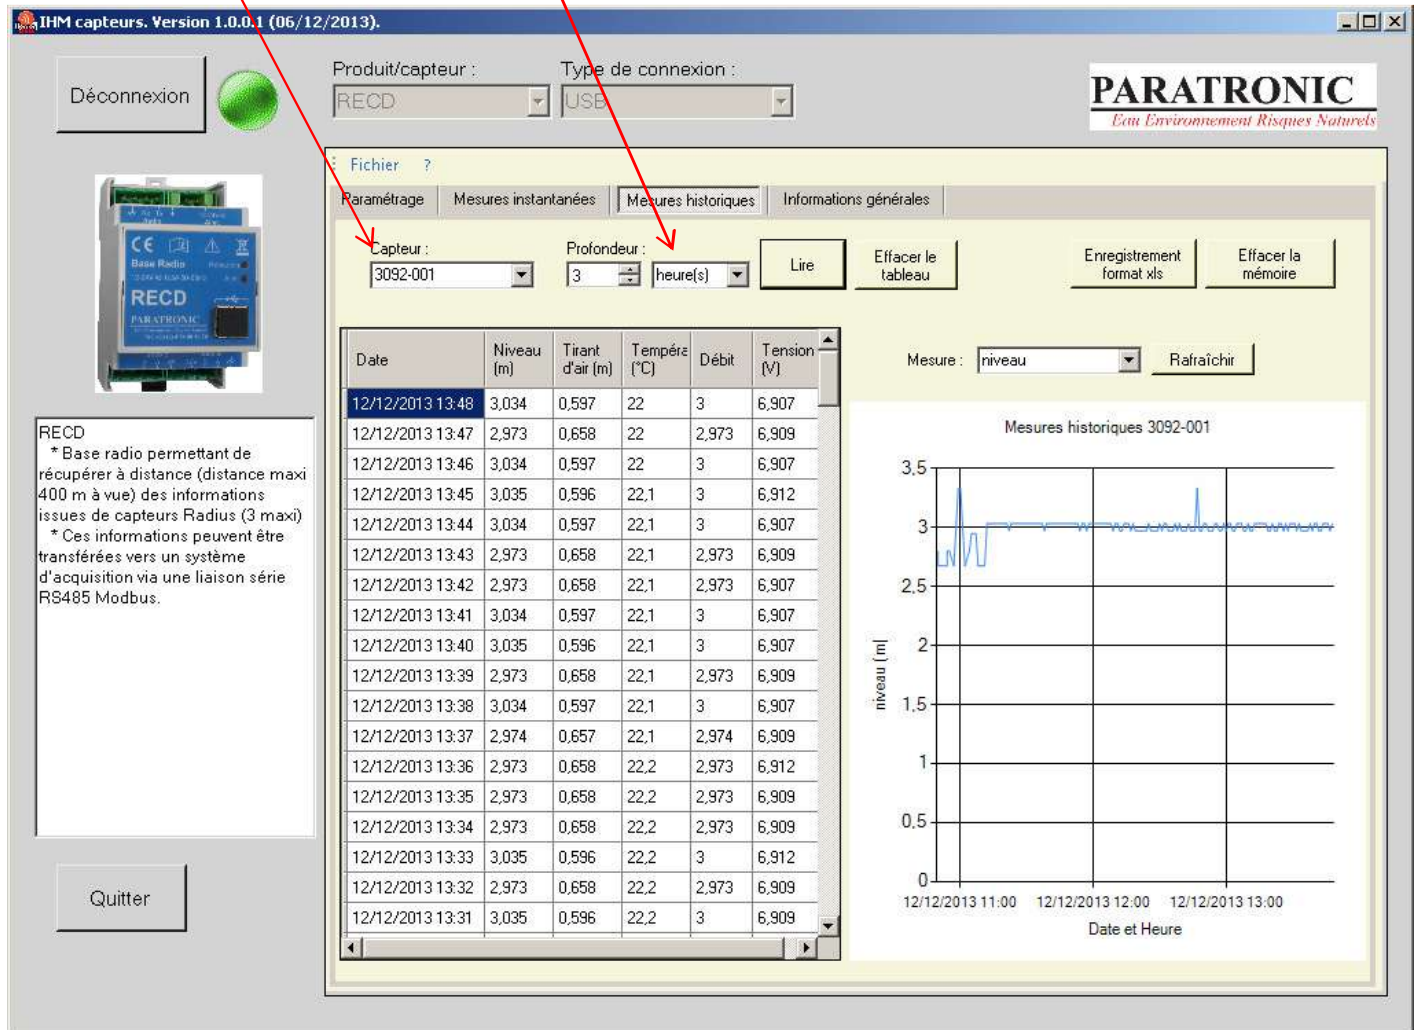 IHM capteurs. Version 1.0.0.1 (06/12/2013).
Déconnexion
Produit/capteur :
RECD
Type de connexion :
USB
PARATRONIC
Eau Environnement Risques Naturels
Fichier ?
Paramétrage Mesures instantanées Mesures historiques Informations générales
Capteur :
3092-001
Profondeur :
3 heure(s)
Lire
Effacer le
tableau
Enregistrement
format xls
Effacer la
mémoire
CE
Base Radio
RECD
PARATRONIC
RECD
* Base radio permettant de
récupérer à distance (distance maxi
400 m à vue) des informations
issues de capteurs Radius (3 maxi)
* Ces informations peuvent être
transférées vers un système
d'acquisition via une liaison série
RS485 Modbus.
Quitter
Date Niveau (m) Tirant d'air (m) Températ (°C) Débit Tension (V)
12/12/2013 13:48 3,034 0,597 22 3 6,907
12/12/2013 13:47 2,973 0,658 22 2,973 6,909
12/12/2013 13:46 3,034 0,597 22 3 6,907
12/12/2013 13:45 3,035 0,596 22,1 3 6,912
12/12/2013 13:44 3,034 0,597 22,1 3 6,907
12/12/2013 13:43 2,973 0,658 22,1 2,973 6,909
12/12/2013 13:42 2,973 0,658 22,1 2,973 6,907
12/12/2013 13:41 3,034 0,597 22,1 3 6,907
12/12/2013 13:40 3,035 0,596 22,1 3 6,907
12/12/2013 13:39 2,973 0,658 22,1 2,973 6,909
12/12/2013 13:38 3,034 0,597 22,1 3 6,907
12/12/2013 13:37 2,974 0,657 22,1 2,974 6,909
12/12/2013 13:36 2,973 0,658 22,2 2,973 6,912
12/12/2013 13:35 2,973 0,658 22,2 2,973 6,909
12/12/2013 13:34 2,973 0,658 22,2 2,973 6,909
12/12/2013 13:33 3,035 0,596 22,2 3 6,912
12/12/2013 13:32 2,973 0,658 22,2 2,973 6,909
12/12/2013 13:31 3,035 0,596 22,2 3 6,909
Mesure : niveau Rafraîchir
Mesures historiques 3092-001
3,5
3
2,5
2
1,5
1
0,5
0
niveau (m)
12/12/2013 11:00 12/12/2013 12:00 12/12/2013 13:00
Date et Heure